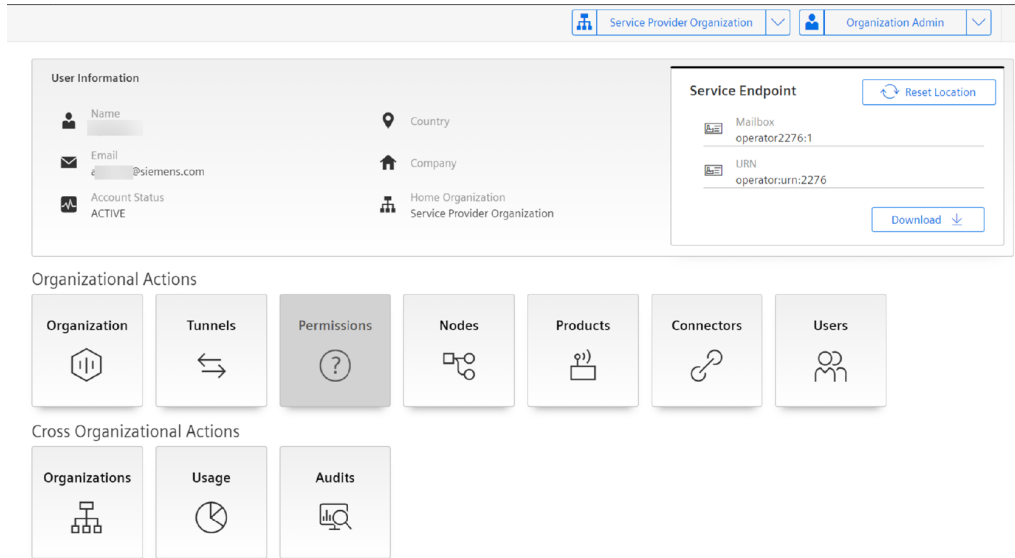 Service Provider Organization
Organization Admin
User Information
Name
Country
Email
@siemens.com
Company
Account Status
ACTIVE
Home Organization
Service Provider Organization
Service Endpoint
Reset Location
Mailbox
operator2276:1
URN
operator:urn:2276
Download
Organizational Actions
Organization
Tunnels
Permissions
?
Nodes
Products
Connectors
Users
Cross Organizational Actions
Organizations
Usage
Audits